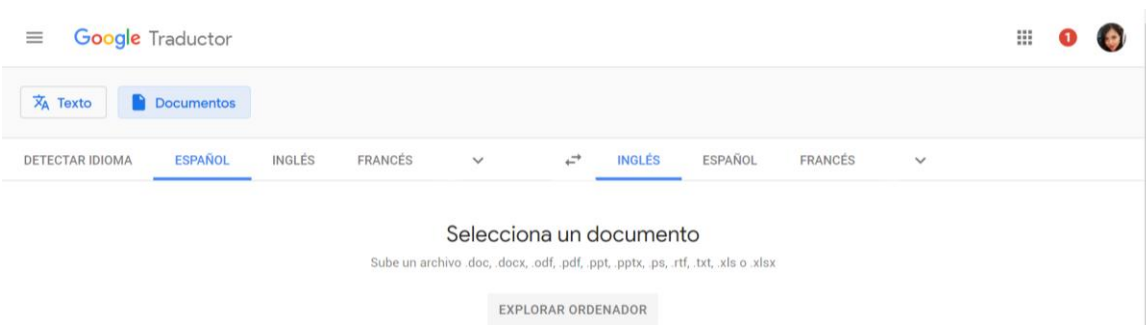 Google Traductor 1
Texto Documentos
DETECTAR IDIOMA ESPAÑOL INGLÉS FRANCÉS INGLÉS ESPAÑOL FRANCÉS
Selecciona un documento
Sube un archivo .doc, .docx, .odf, .pdf, .ppt, .pptx, .ps, .rtf, .txt, .xls o .xlsx
EXPLORAR ORDENADOR